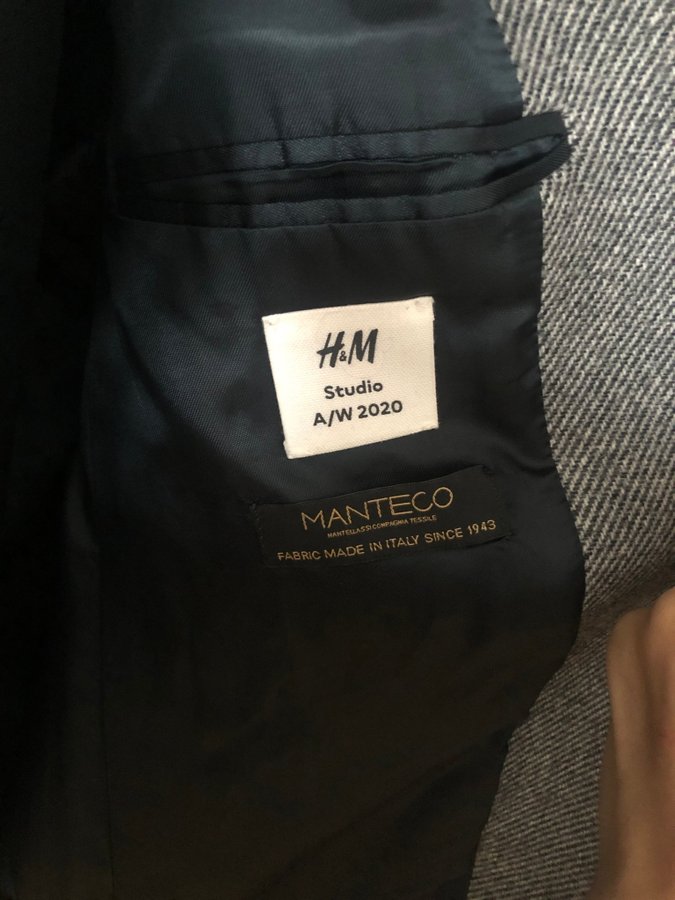 H&M
Studio
A/W 2020
MANTECO
MANTELLASSI COMPAGNIA TESSILE
FABRIC MADE IN ITALY SINCE 1943